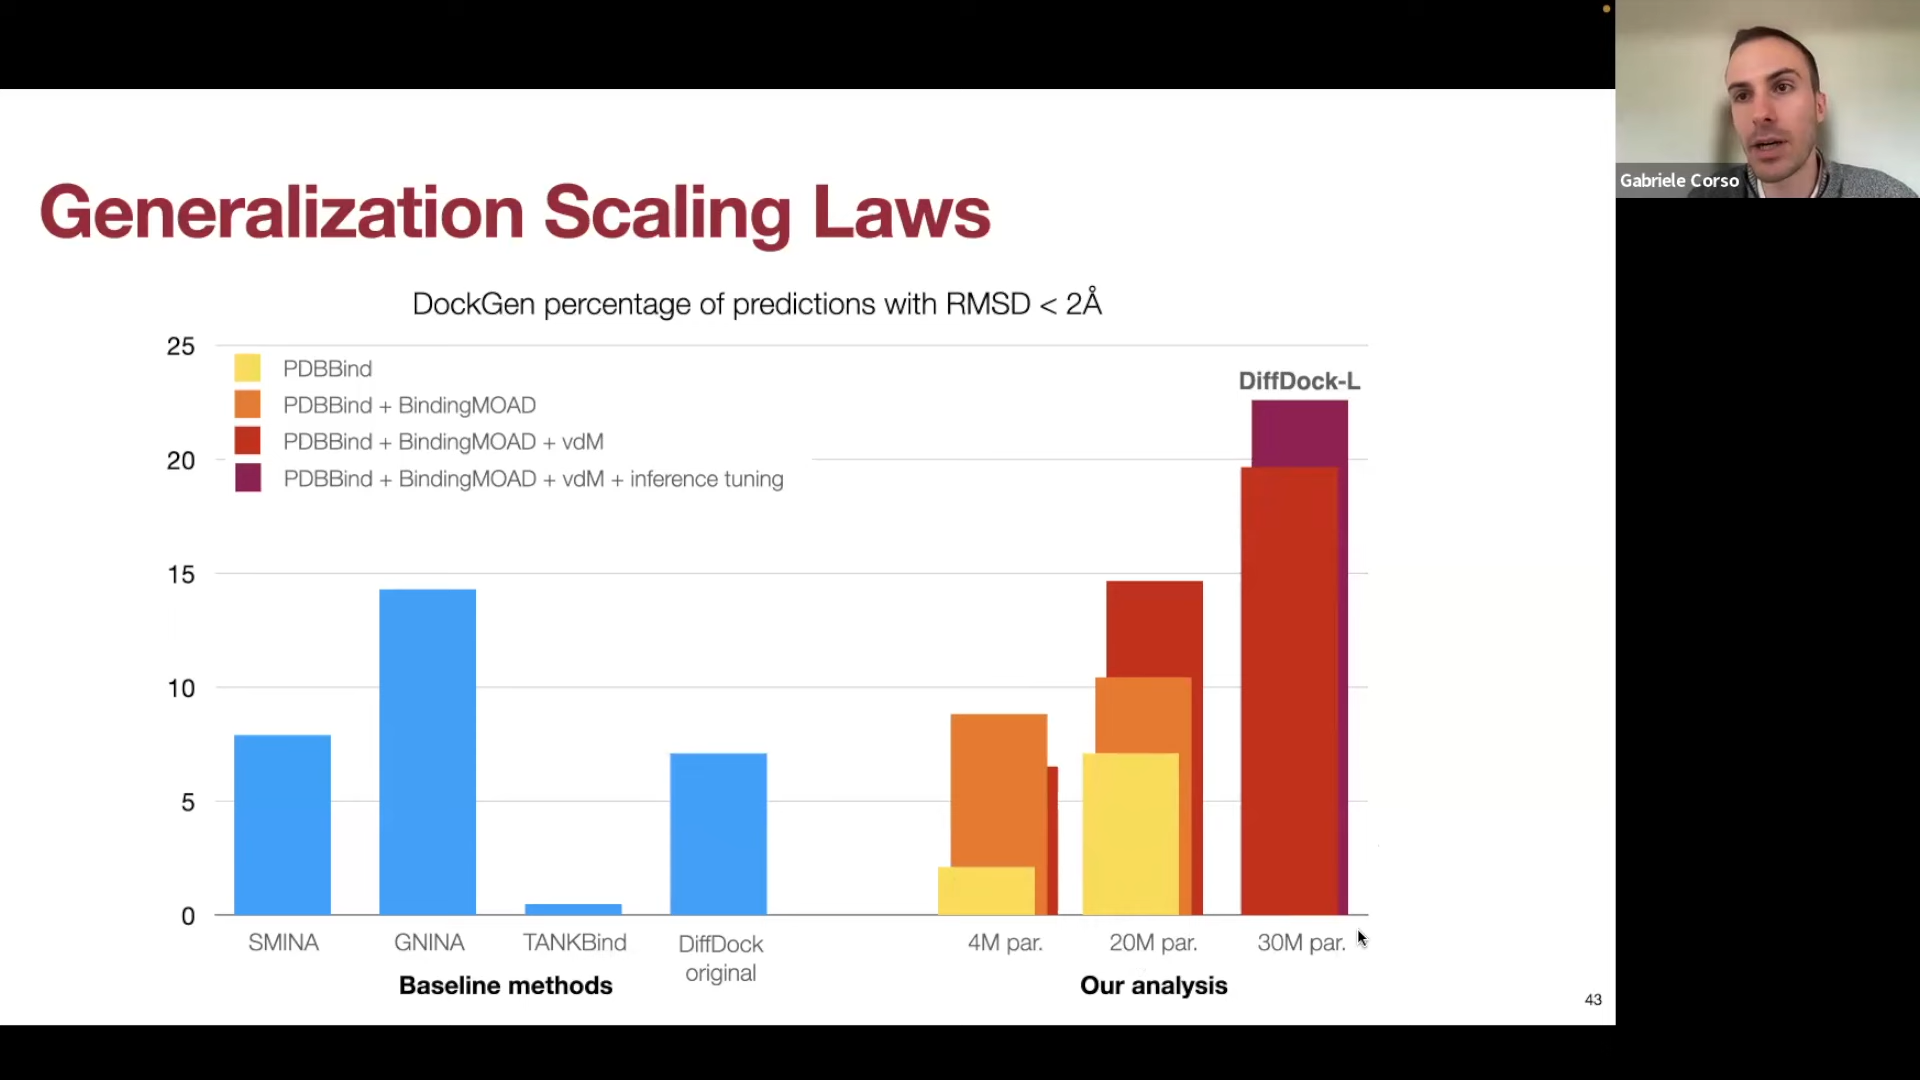 Gabriele Corso
Generalization Scaling Laws
DockGen percentage of predictions with RMSD < 2Å
25
20
15
10
5
0
PDBBind
PDBBind + BindingMOAD
PDBBind + BindingMOAD + vdM
PDBBind + BindingMOAD + vdM + inference tuning
DiffDock-L
SMINA
GNINA
TANKBind
DiffDock
original
4M par.
20M par.
30M par.
Baseline methods
Our analysis
43